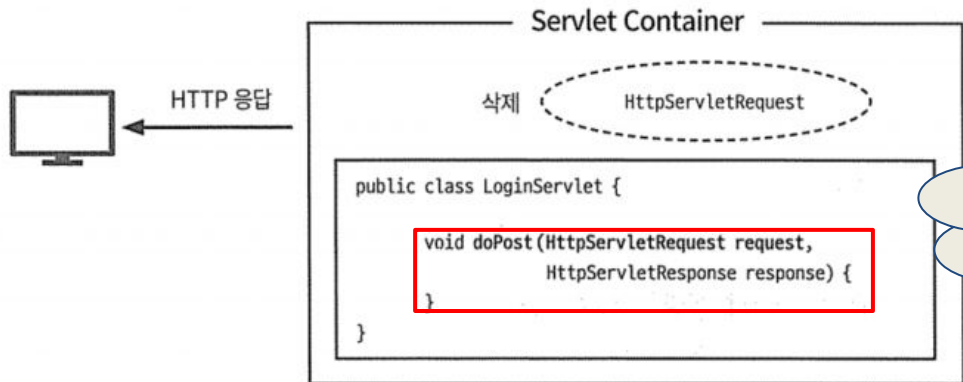 Servlet Container
HTTP 응답
삭제
HttpServletRequest
public class LoginServlet {
void doPost(HttpServletRequest request,
HttpServletResponse response) {
}
}